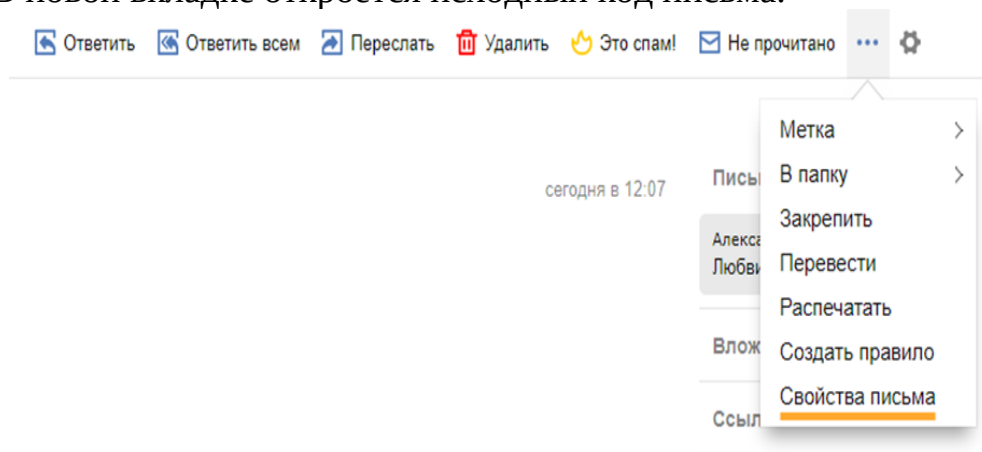 Ответить Ответить всем Переслать Удалить Это спам! Не прочитано
Метка
В папку
сегодня в 12:07
Закрепить
Перевести
Распечатать
Создать правило
Свойства письма